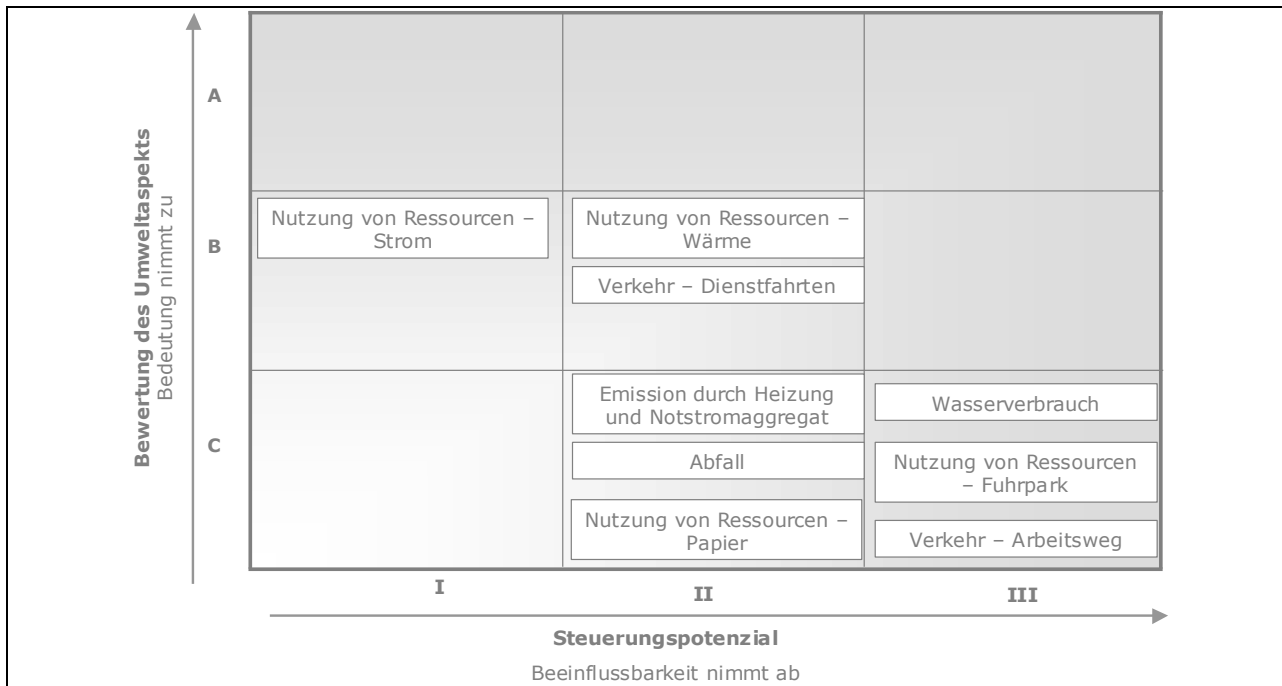 Bewertung des Umweltaspekts
Bedeutung nimmt zu
A
B
C
Nutzung von Ressourcen –
Strom
Nutzung von Ressourcen –
Wärme
Verkehr – Dienstfahrten
Emission durch Heizung
und Notstromaggregat
Abfall
Nutzung von Ressourcen –
Papier
Wasserverbrauch
Nutzung von Ressourcen
– Fuhrpark
Verkehr – Arbeitsweg
I
II
III
Steuerungspotenzial
Beeinflussbarkeit nimmt ab